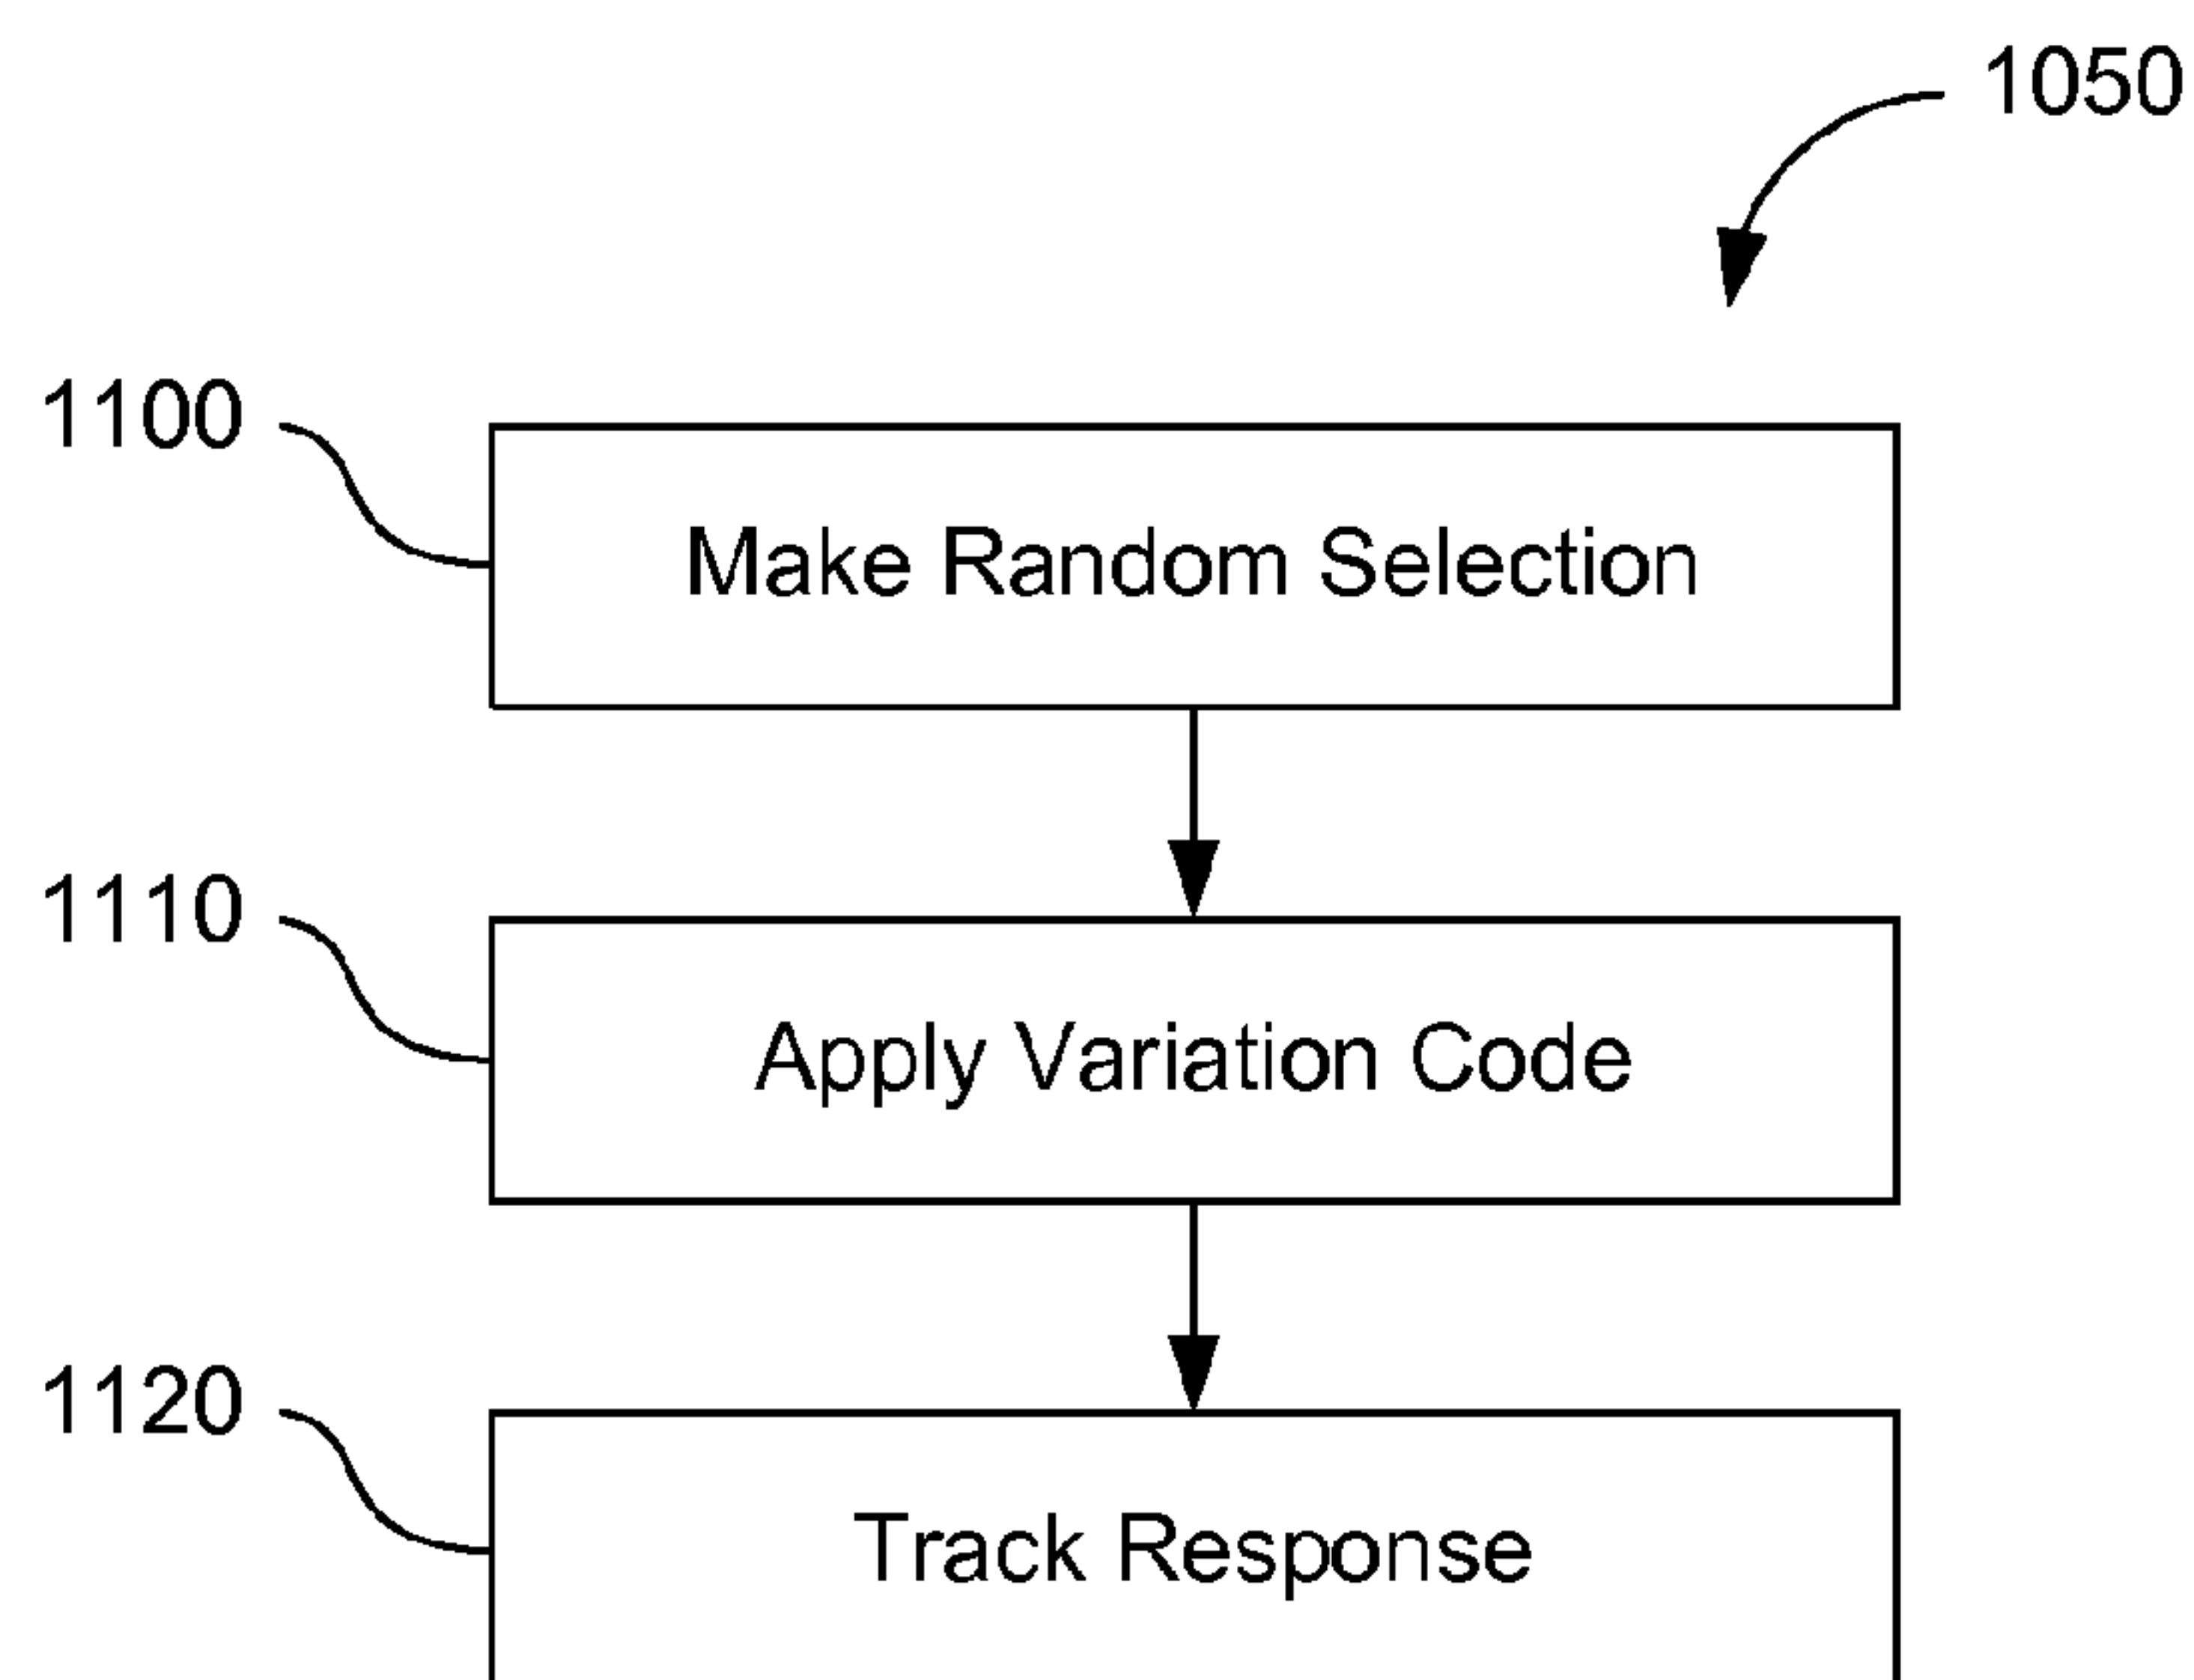 1050
1100
Make Random Selection
1110
Apply Variation Code
1120
Track Response